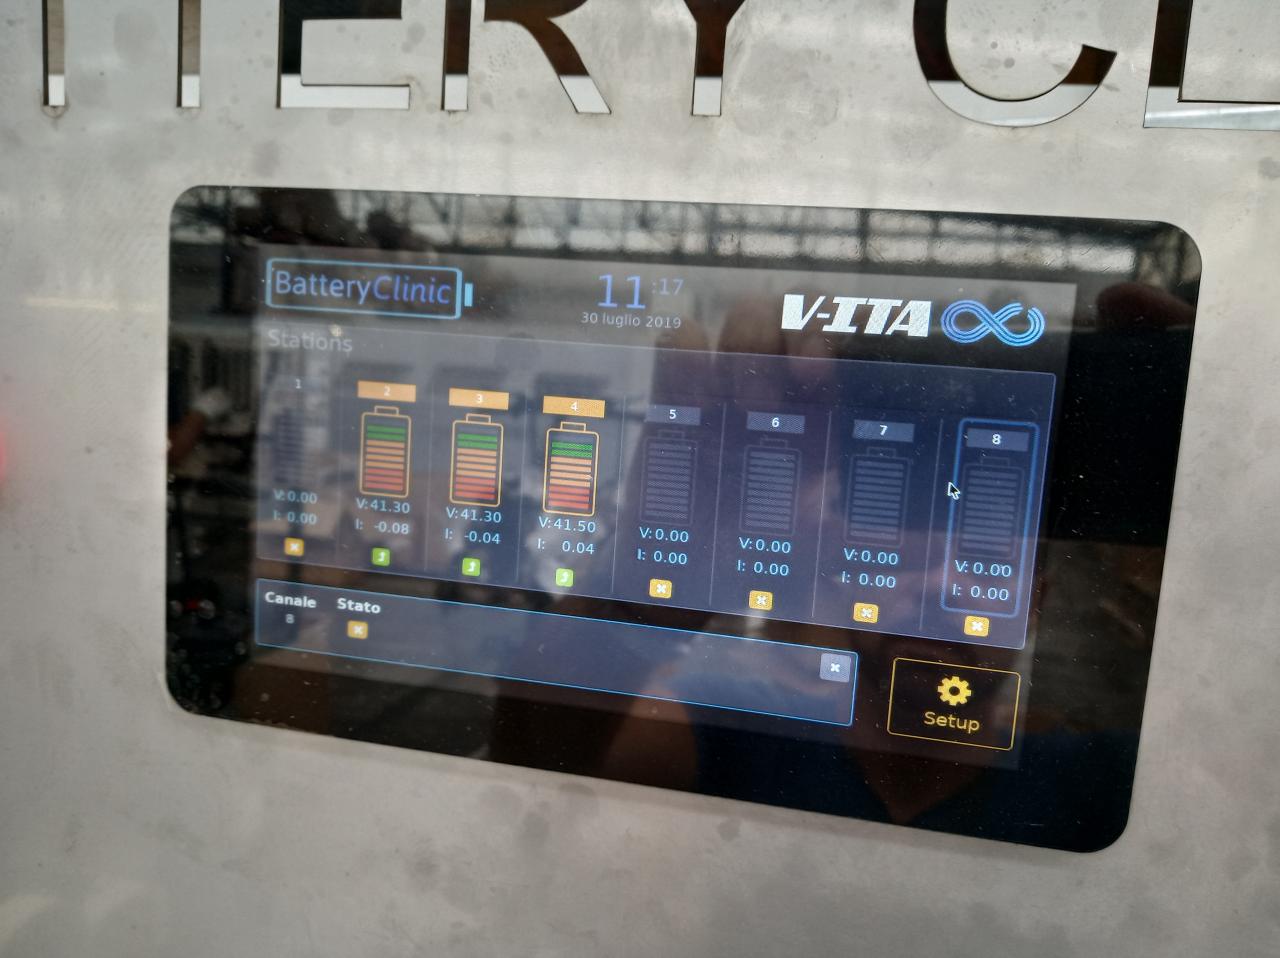 TTERY CL
BatteryClinic
11:17
30 luglio 2019
V-ITA
Stations
1 2 3 4 5 6 7 8
V:0.00 V:41.30 V:41.30 V:41.50 V:0.00 V:0.00 V:0.00 V:0.00
I: 0.00 I: -0.08 I: -0.04 I: 0.04 I: 0.00 I: 0.00 I: 0.00 I: 0.00
Canale Stato
8
Setup